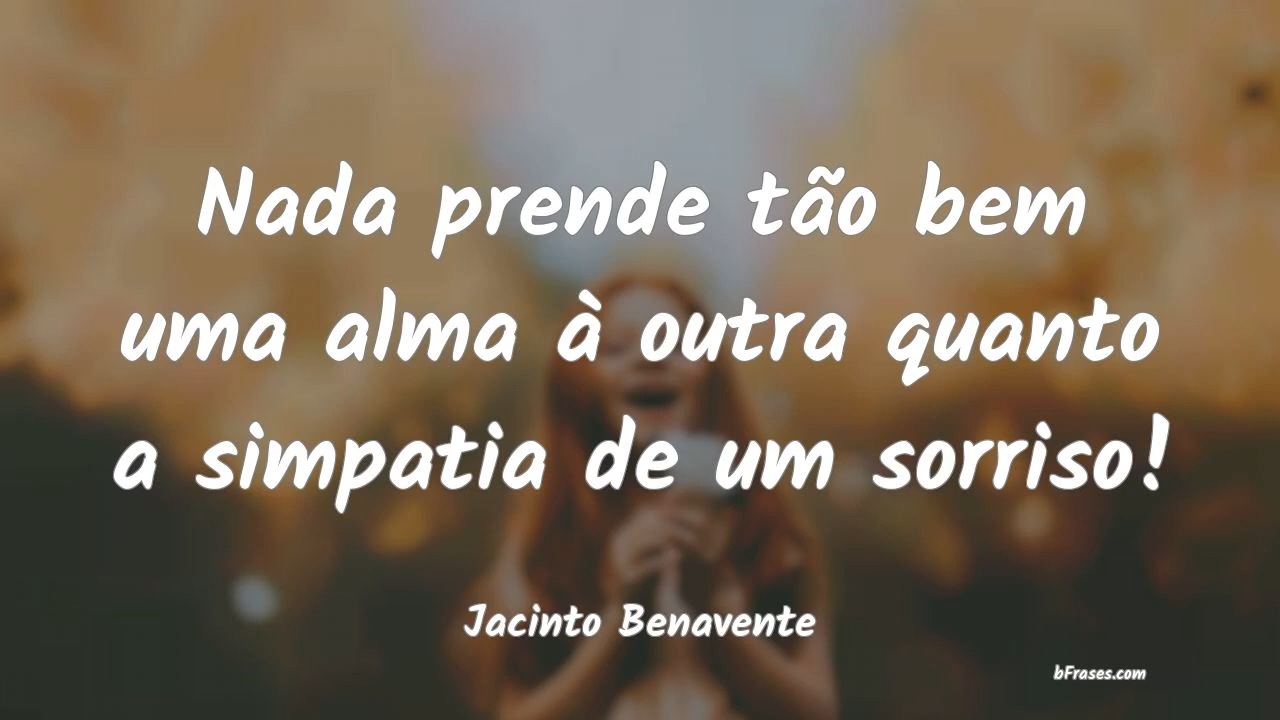 Nada prende tão bem
uma alma à outra quanto
a simpatia de um sorriso!
Jacinto Benavente
bFrases.com